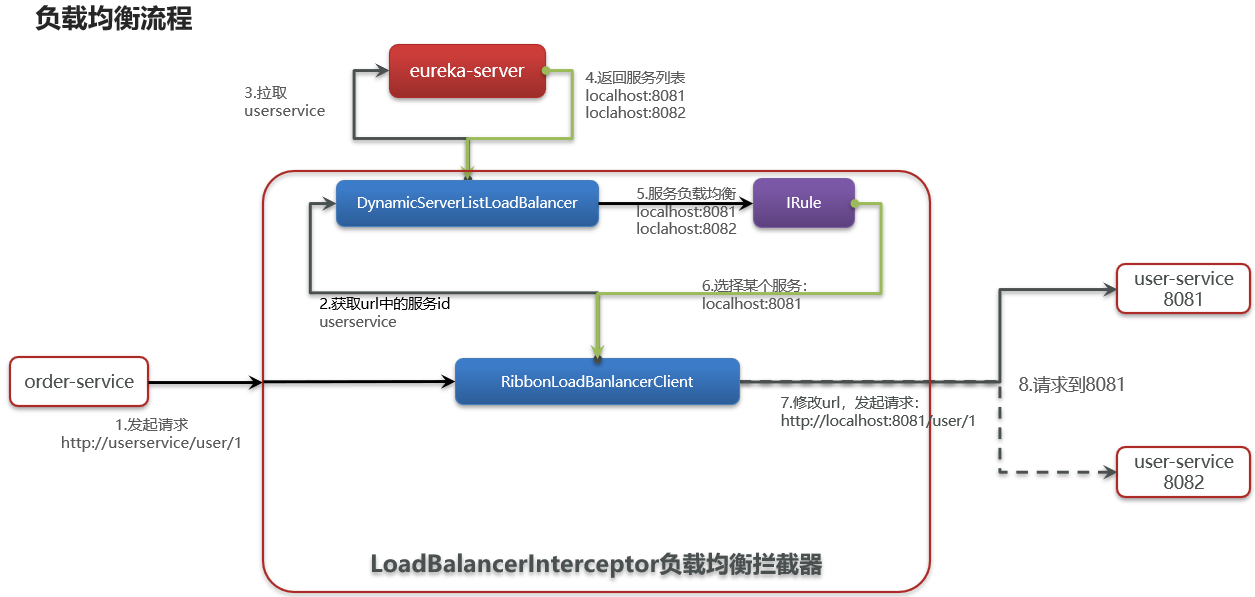 负载均衡流程
eureka-server
3.拉取
userservice
4.返回服务列表
localhost:8081
loclahost:8082
DynamicServerListLoadBalancer
5.服务负载均衡
localhost:8081
loclahost:8082
IRule
2.获取url中的服务id
userservice
6.选择某个服务：
localhost:8081
user-service
8081
order-service
1.发起请求
http://userservice/user/1
RibbonLoadBanlancerClient
7.修改url，发起请求：
http://localhost:8081/user/1
8.请求到8081
user-service
8082
LoadBalancerInterceptor负载均衡拦截器